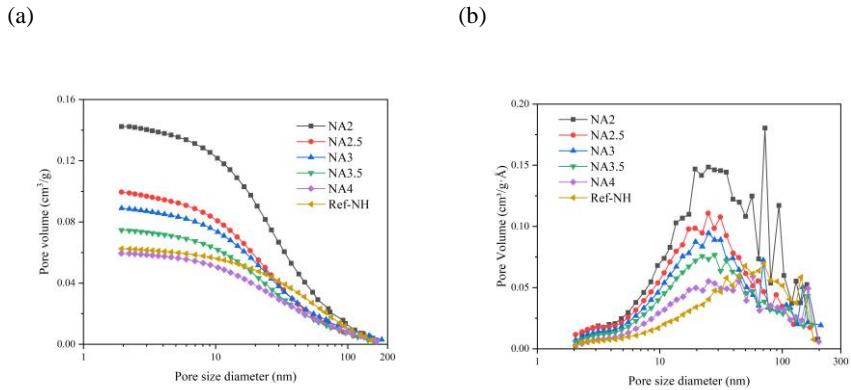 (a)
(b)
Pore volume (cm³/g)
0.16
0.12
0.08
0.04
0.00
1
10
100
200
Pore size diameter (nm)
NA2
NA2.5
NA3
NA3.5
NA4
Ref-NH
Pore Volume (cm³/g·Å)
0.20
0.15
0.10
0.05
0.00
1
10
100
300
Pore size diameter (nm)
NA2
NA2.5
NA3
NA3.5
NA4
Ref-NH